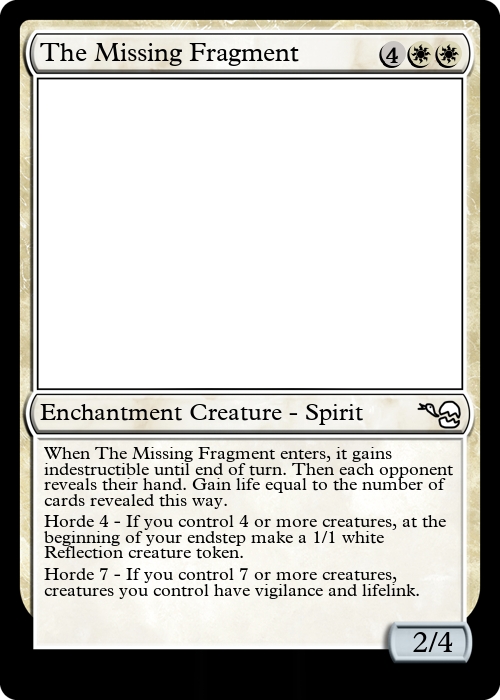 The Missing Fragment 4
Enchantment Creature - Spirit
When The Missing Fragment enters, it gains
indestructible until end of turn. Then each opponent
reveals their hand. Gain life equal to the number of
cards revealed this way.
Horde 4 - If you control 4 or more creatures, at the
beginning of your endstep make a 1/1 white
Reflection creature token.
Horde 7 - If you control 7 or more creatures,
creatures you control have vigilance and lifelink.
2/4